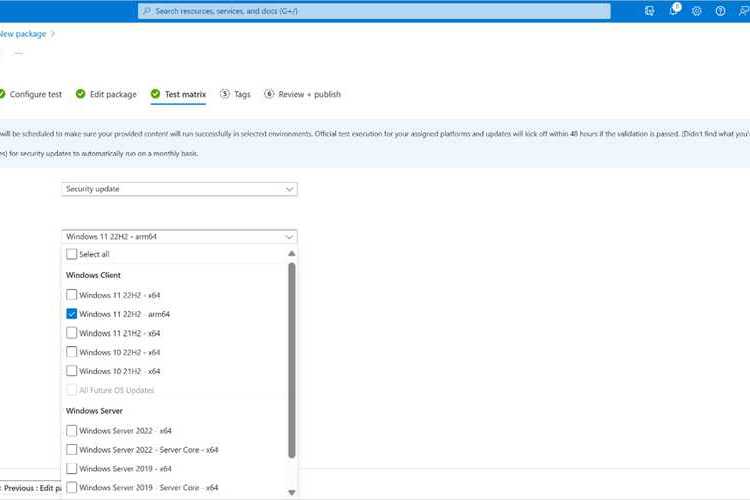 Search resources, services, and docs (G+/)
New package >
...
Configure test
Edit package
Test matrix
5 Tags
6 Review + publish
will be scheduled to make sure your provided content will run successfully in selected environments. Official test execution for your assigned platforms and updates will kick off within 48 hours if the validation is passed. (Didn't find what you'
es) for security updates to automatically run on a monthly basis.
Security update
Windows 11 22H2 - arm64
Select all
Windows Client
Windows 11 22H2 - x64
Windows 11 22H2 - arm64
Windows 11 21H2 - x64
Windows 10 22H2 - x64
Windows 10 21H2 - x64
All Future OS Updates
Windows Server
Windows Server 2022 - x64
Windows Server 2022 - Server Core - x64
Windows Server 2019 - x64
Windows Server 2019 - Server Core - x64
< Previous : Edit pa